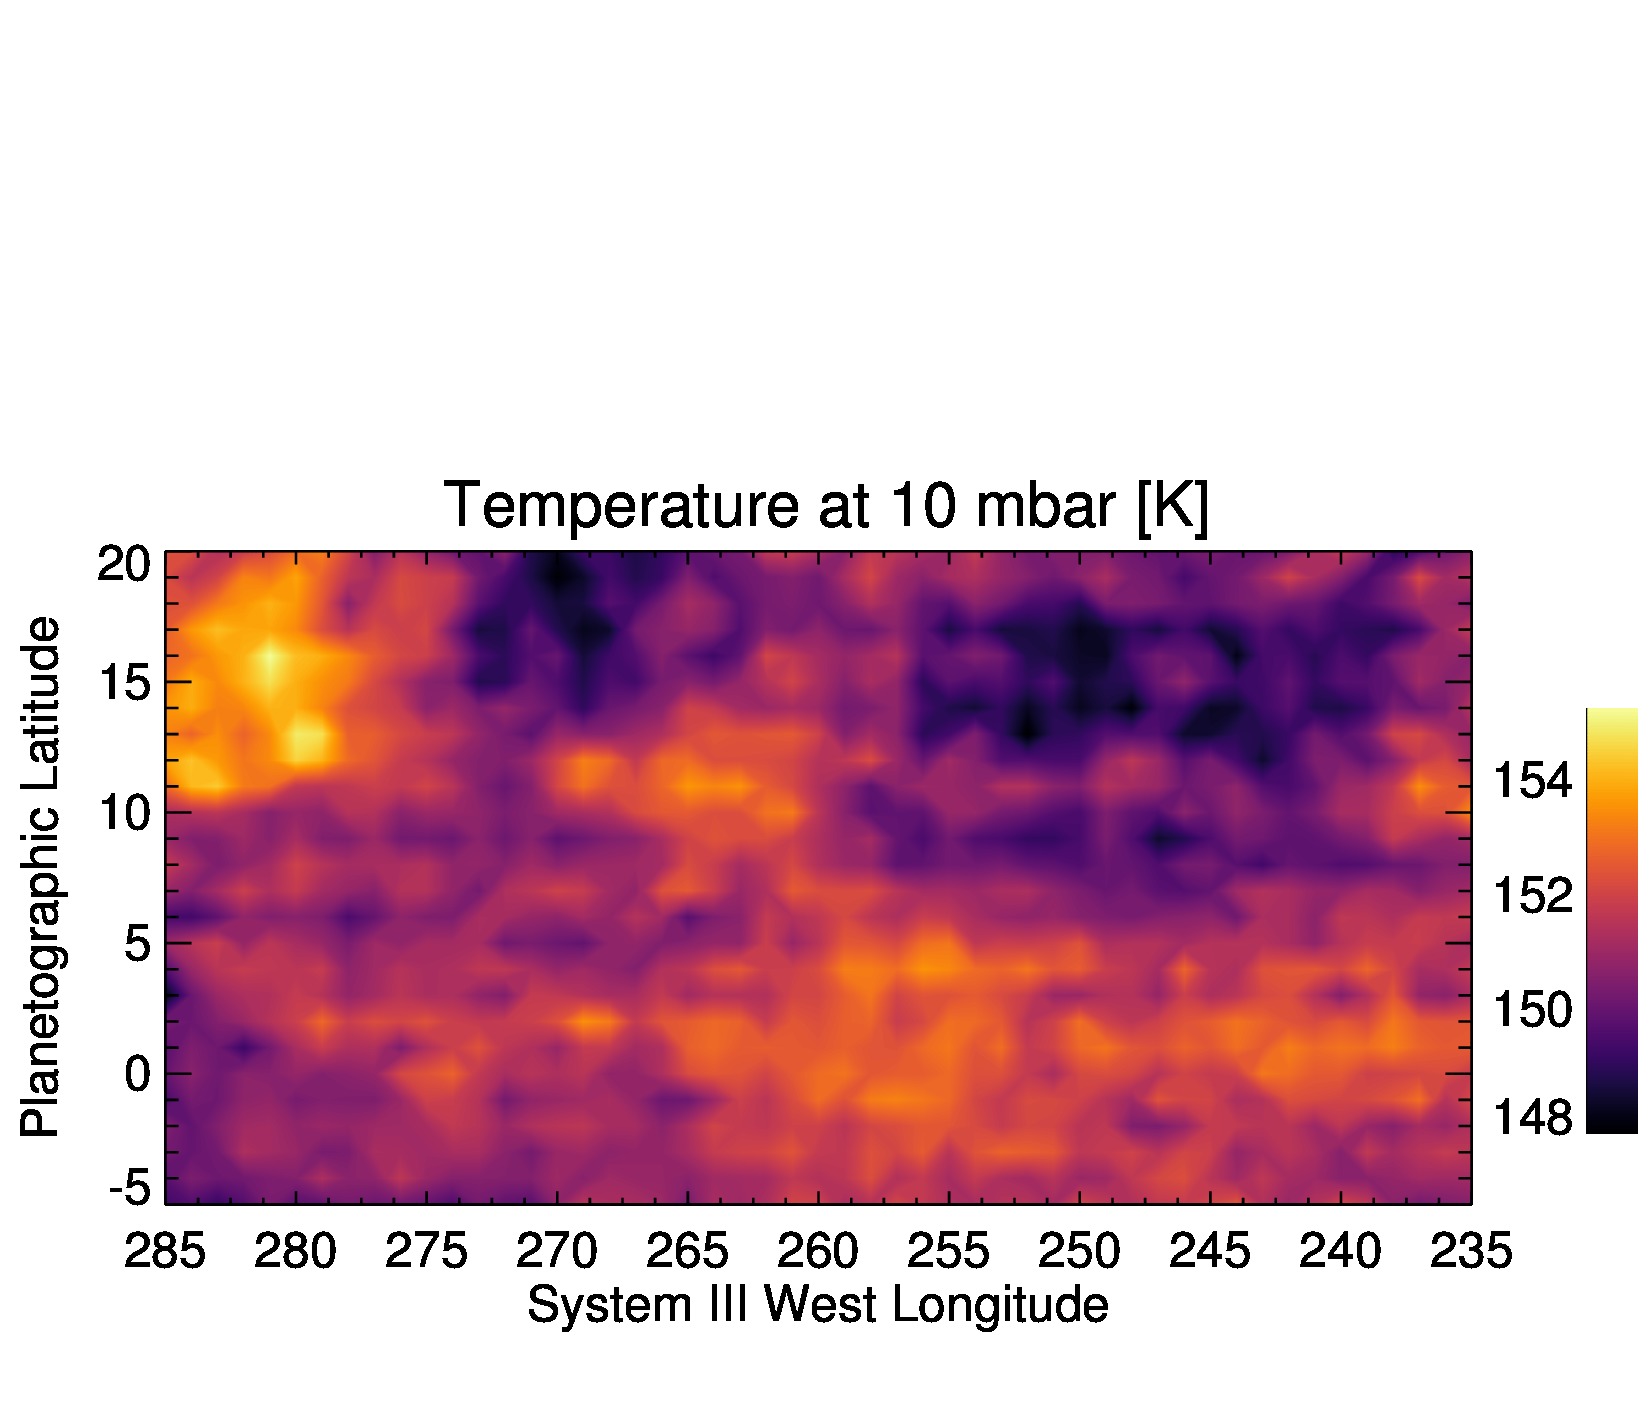 Temperature at 10 mbar [K]
20
15
10
5
0
-5
Planetographic Latitude
285 280 275 270 265 260 255 250 245 240 235
System III West Longitude
154
152
150
148